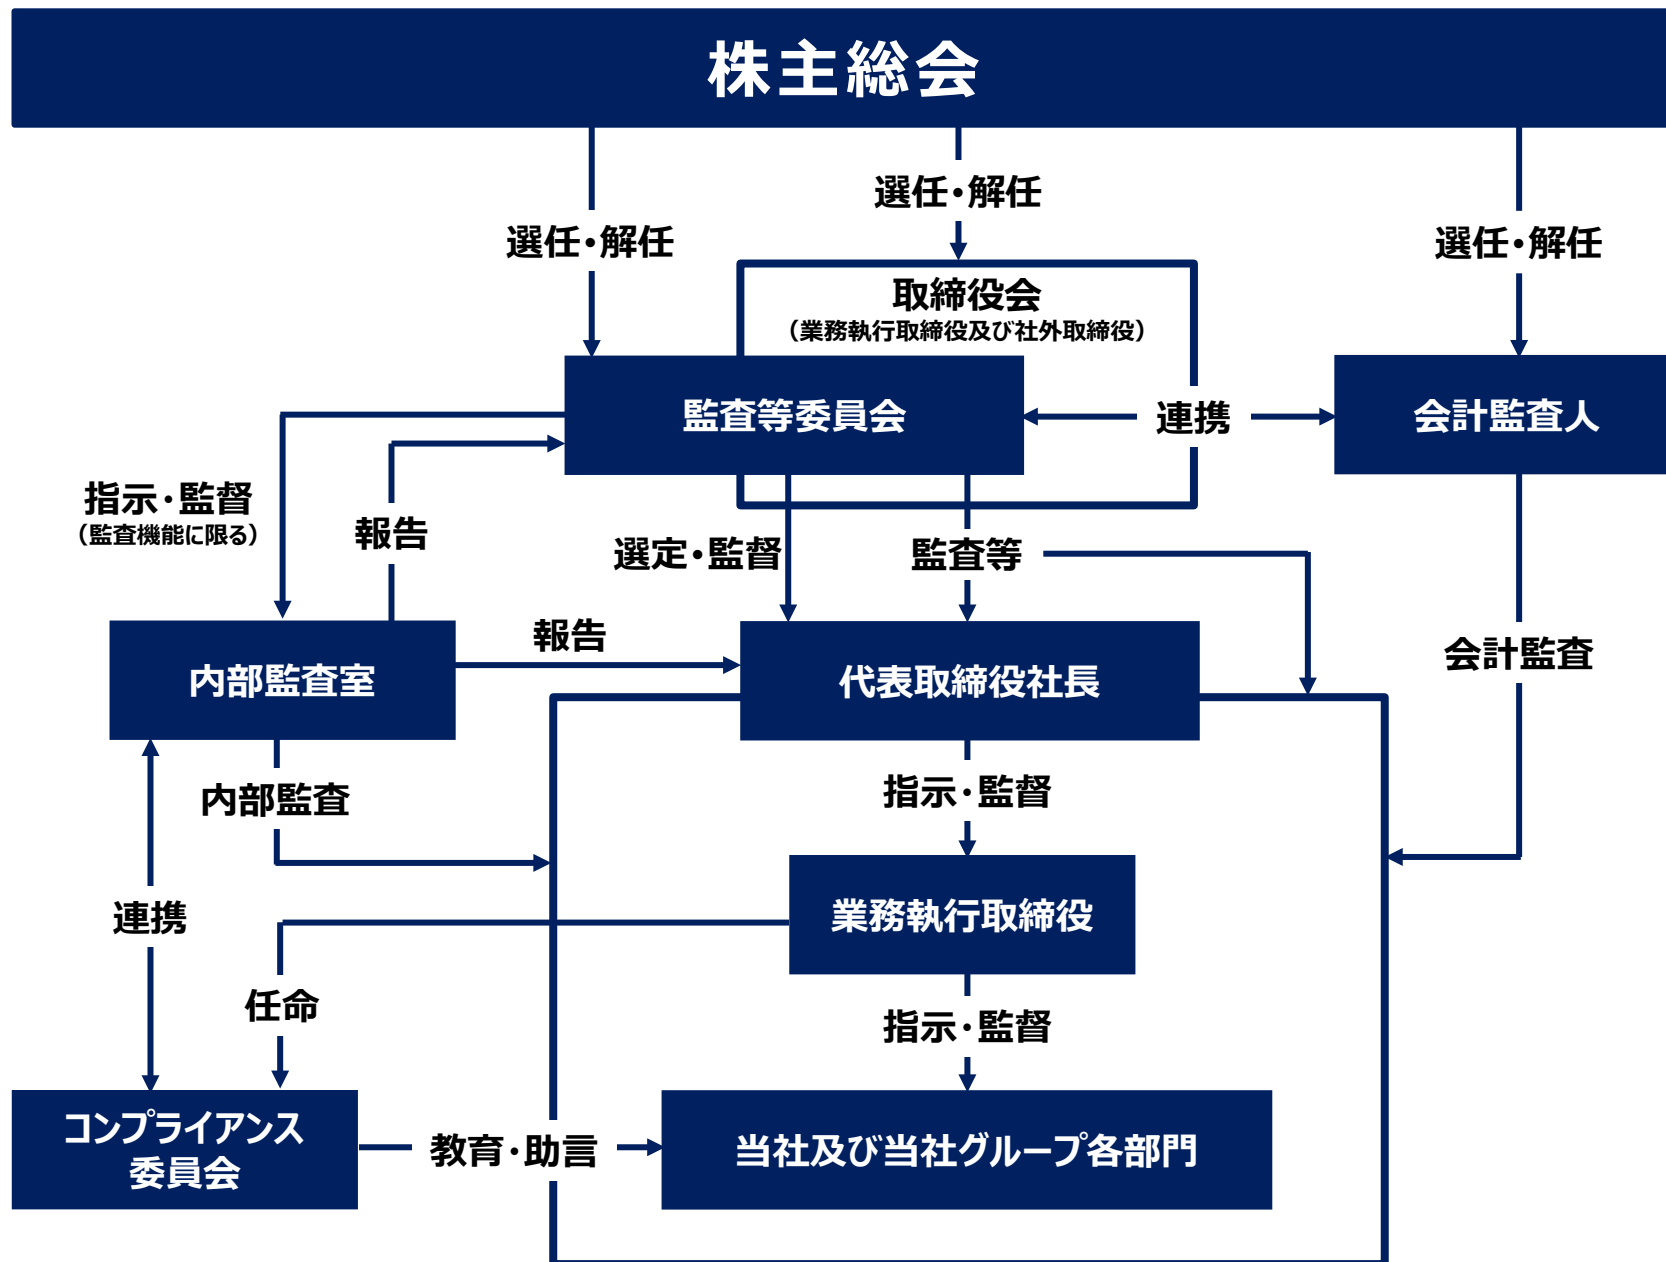 株主総会
選任・解任
選任・解任
選任・解任
取締役会
（業務執行取締役及び社外取締役）
監査等委員会
連携
会計監査人
指示・監督
（監査機能に限る）
報告
選定・監督
監査等
報告
内部監査室
代表取締役社長
会計監査
指示・監督
内部監査
連携
業務執行取締役
任命
指示・監督
コンプライアンス
委員会
教育・助言
当社及び当社グループ各部門